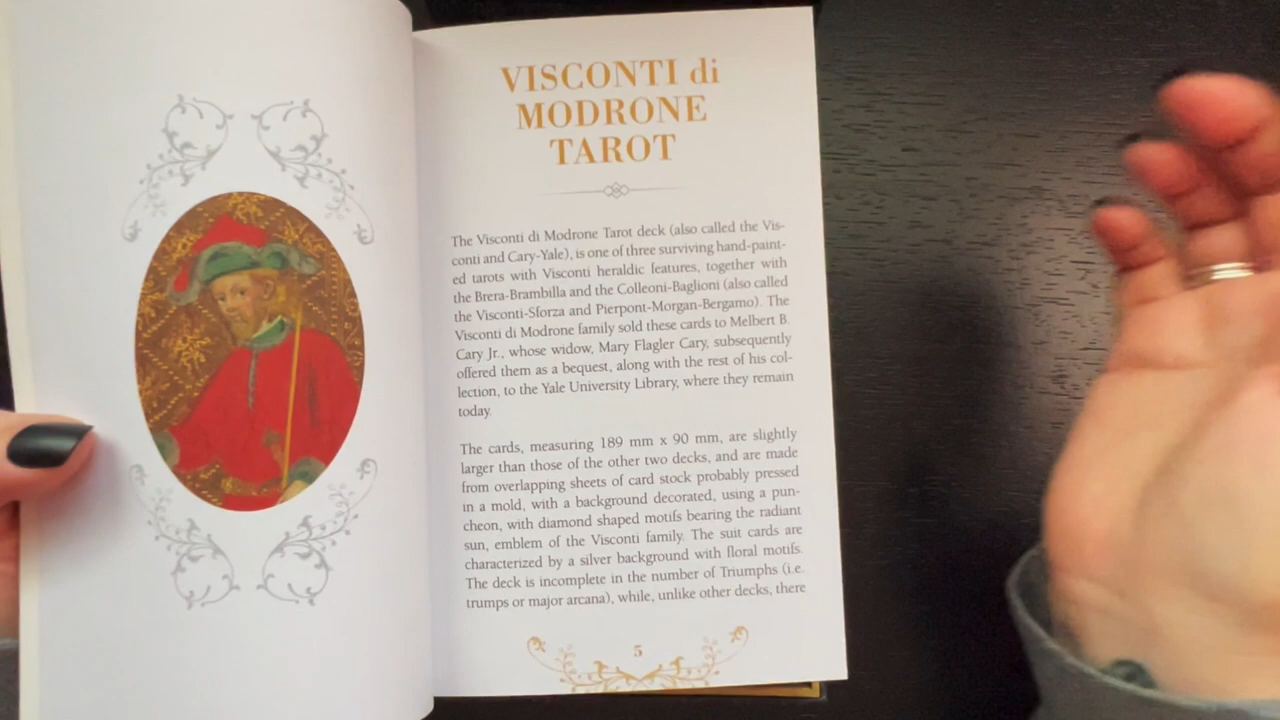 VISCONTI di
MODRONE
TAROT
The Visconti di Modrone Tarot deck (also called the Vis-
conti and Cary-Yale), is one of three surviving hand-paint-
ed tarots with Visconti heraldic features, together with
the Brera-Brambilla and the Colleoni-Baglioni (also called
the Visconti-Sforza and Pierpont-Morgan-Bergamo). The
Visconti di Modrone family sold these cards to Melbert B.
Cary Jr., whose widow, Mary Flagler Cary, subsequently
offered them as a bequest, along with the rest of his col-
lection, to the Yale University Library, where they remain
today.
The cards, measuring 189 mm x 90 mm, are slightly
larger than those of the other two decks, and are made
from overlapping sheets of card stock probably pressed
in a mold, with a background decorated, using a pun-
cheon, with diamond shaped motifs bearing the radiant
sun, emblem of the Visconti family. The suit cards are
characterized by a silver background with floral motifs.
The deck is incomplete in the number of Triumphs (i.e.
trumps or major arcana), while, unlike other decks, there
5